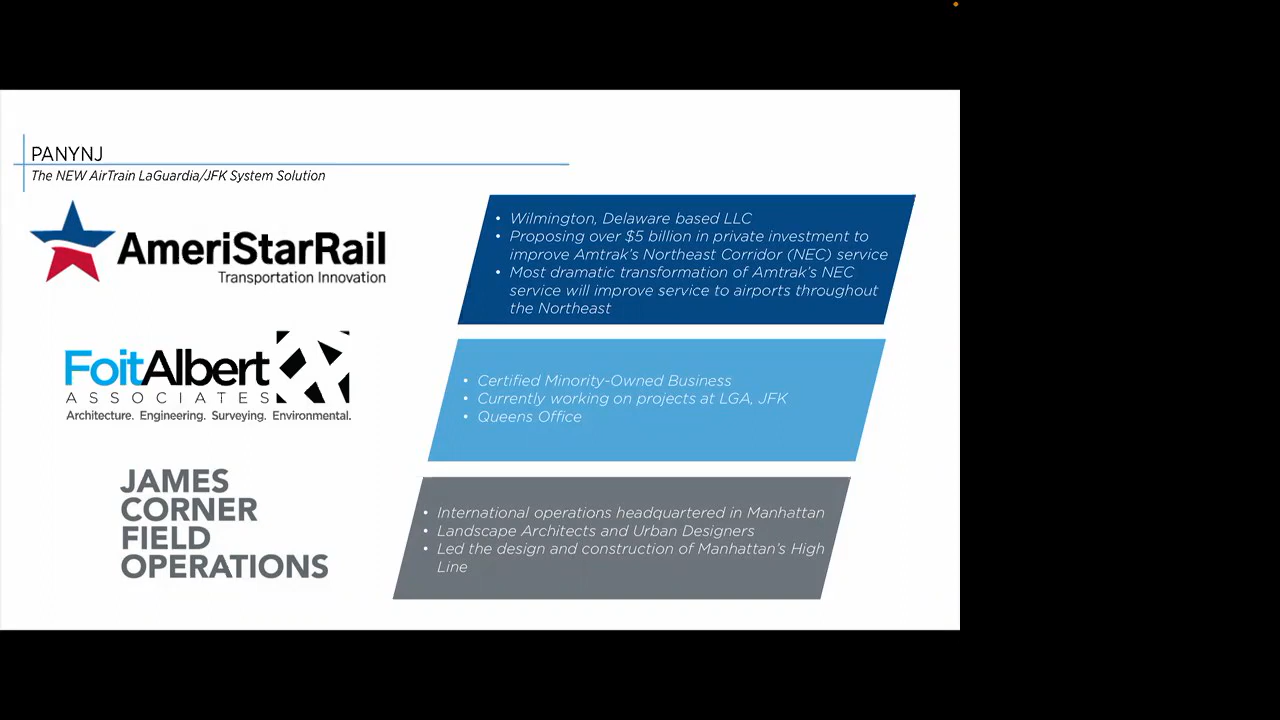 PANYNJ
The NEW AirTrain LaGuardia/JFK System Solution
AmeriStarRail
Transportation Innovation
• Wilmington, Delaware based LLC
• Proposing over $5 billion in private investment to
improve Amtrak's Northeast Corridor (NEC) service
• Most dramatic transformation of Amtrak's NEC
service will improve service to airports throughout
the Northeast
FoitAlbert
ASSOCIATES
Architecture. Engineering. Surveying. Environmental.
• Certified Minority-Owned Business
• Currently working on projects at LGA, JFK
• Queens Office
JAMES
CORNER
FIELD
OPERATIONS
• International operations headquartered in Manhattan
• Landscape Architects and Urban Designers
• Led the design and construction of Manhattan's High
Line